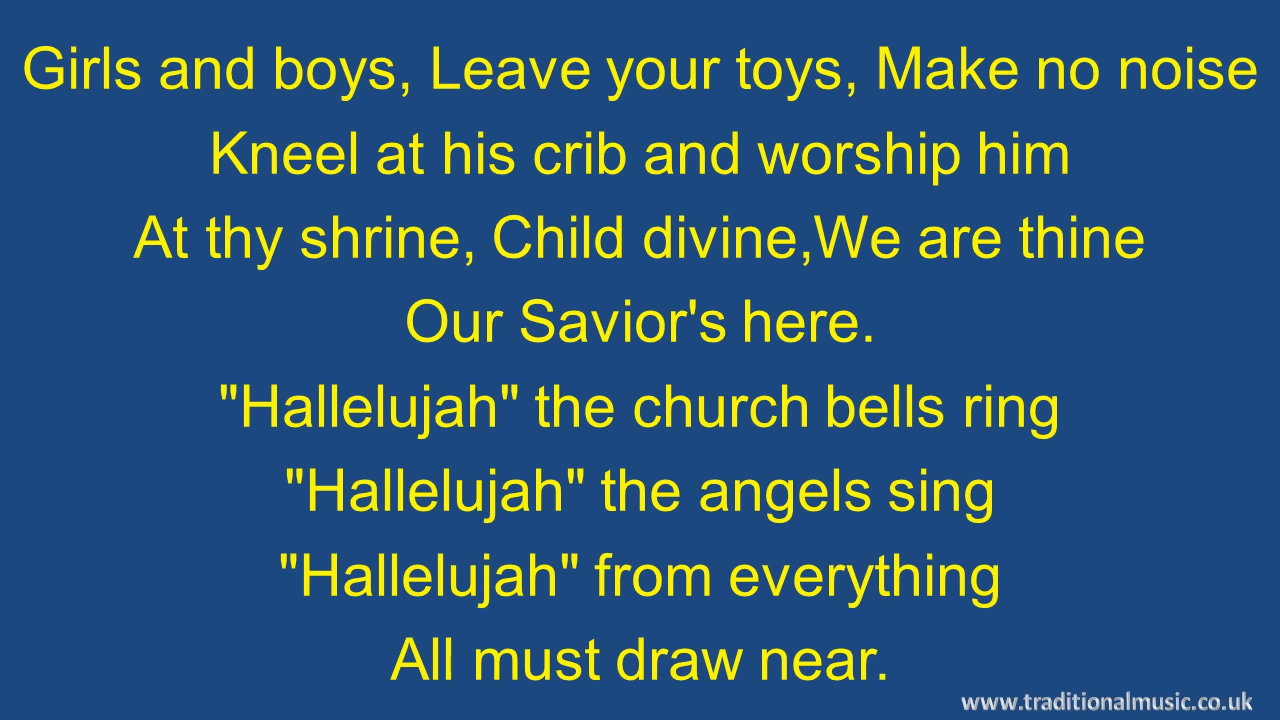 Girls and boys, Leave your toys, Make no noise
Kneel at his crib and worship him
At thy shrine, Child divine,We are thine
Our Savior's here.
"Hallelujah" the church bells ring
"Hallelujah" the angels sing
"Hallelujah" from everything
All must draw near.
www.traditionalmusic.co.uk